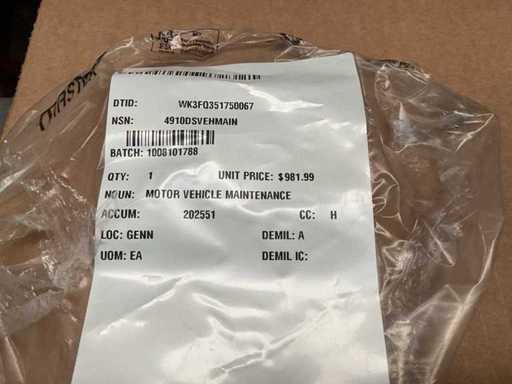 DTID: WK3FQ351750067
NSN: 4910DSVEHMAIN
BATCH: 1008101788
QTY: 1 UNIT PRICE: $981.99
NOUN: MOTOR VEHICLE MAINTENANCE
ACCUM: 202551 CC: H
LOC: GENN DEMIL: A
UOM: EA DEMIL IC: